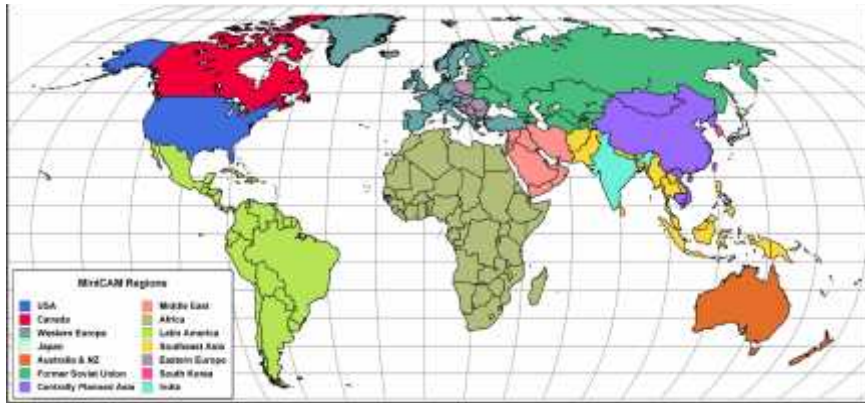 MiniCAM Regions
USA
Canada
Western Europe
Japan
Australia & NZ
Former Soviet Union
Centrally Planned Asia
Middle East
Africa
Latin America
Southeast Asia
Eastern Europe
South Korea
India